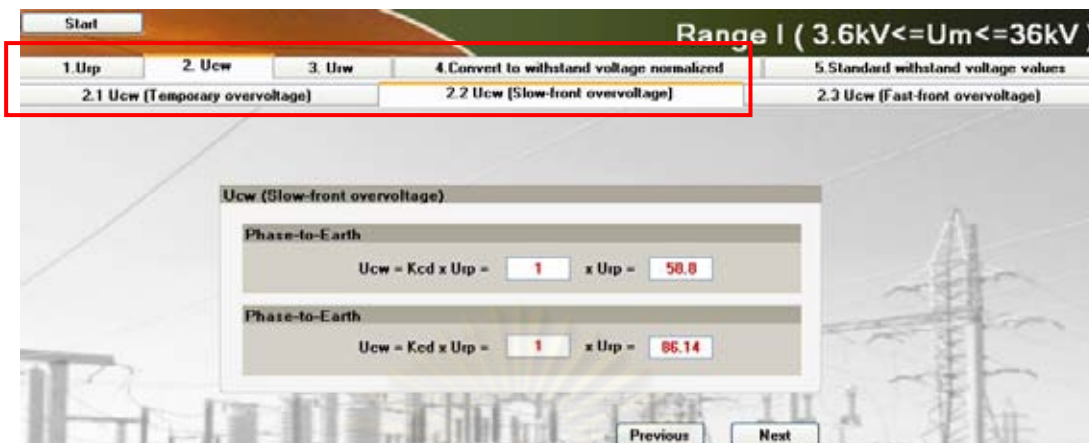 Start
Range I ( 3.6kV<=Um<=36kV )
1.Urp 2. Ucw 3. Urw 4.Convert to withstand voltage normalized 5.Standard withstand voltage values
2.1 Ucw (Temporary overvoltage) 2.2 Ucw (Slow-front overvoltage) 2.3 Ucw (Fast-front overvoltage)
Ucw (Slow-front overvoltage)
Phase-to-Earth
Ucw = Kcd x Urp = 1 x Urp = 58.8
Phase-to-Earth
Ucw = Kcd x Urp = 1 x Urp = 86.14
Previous Next